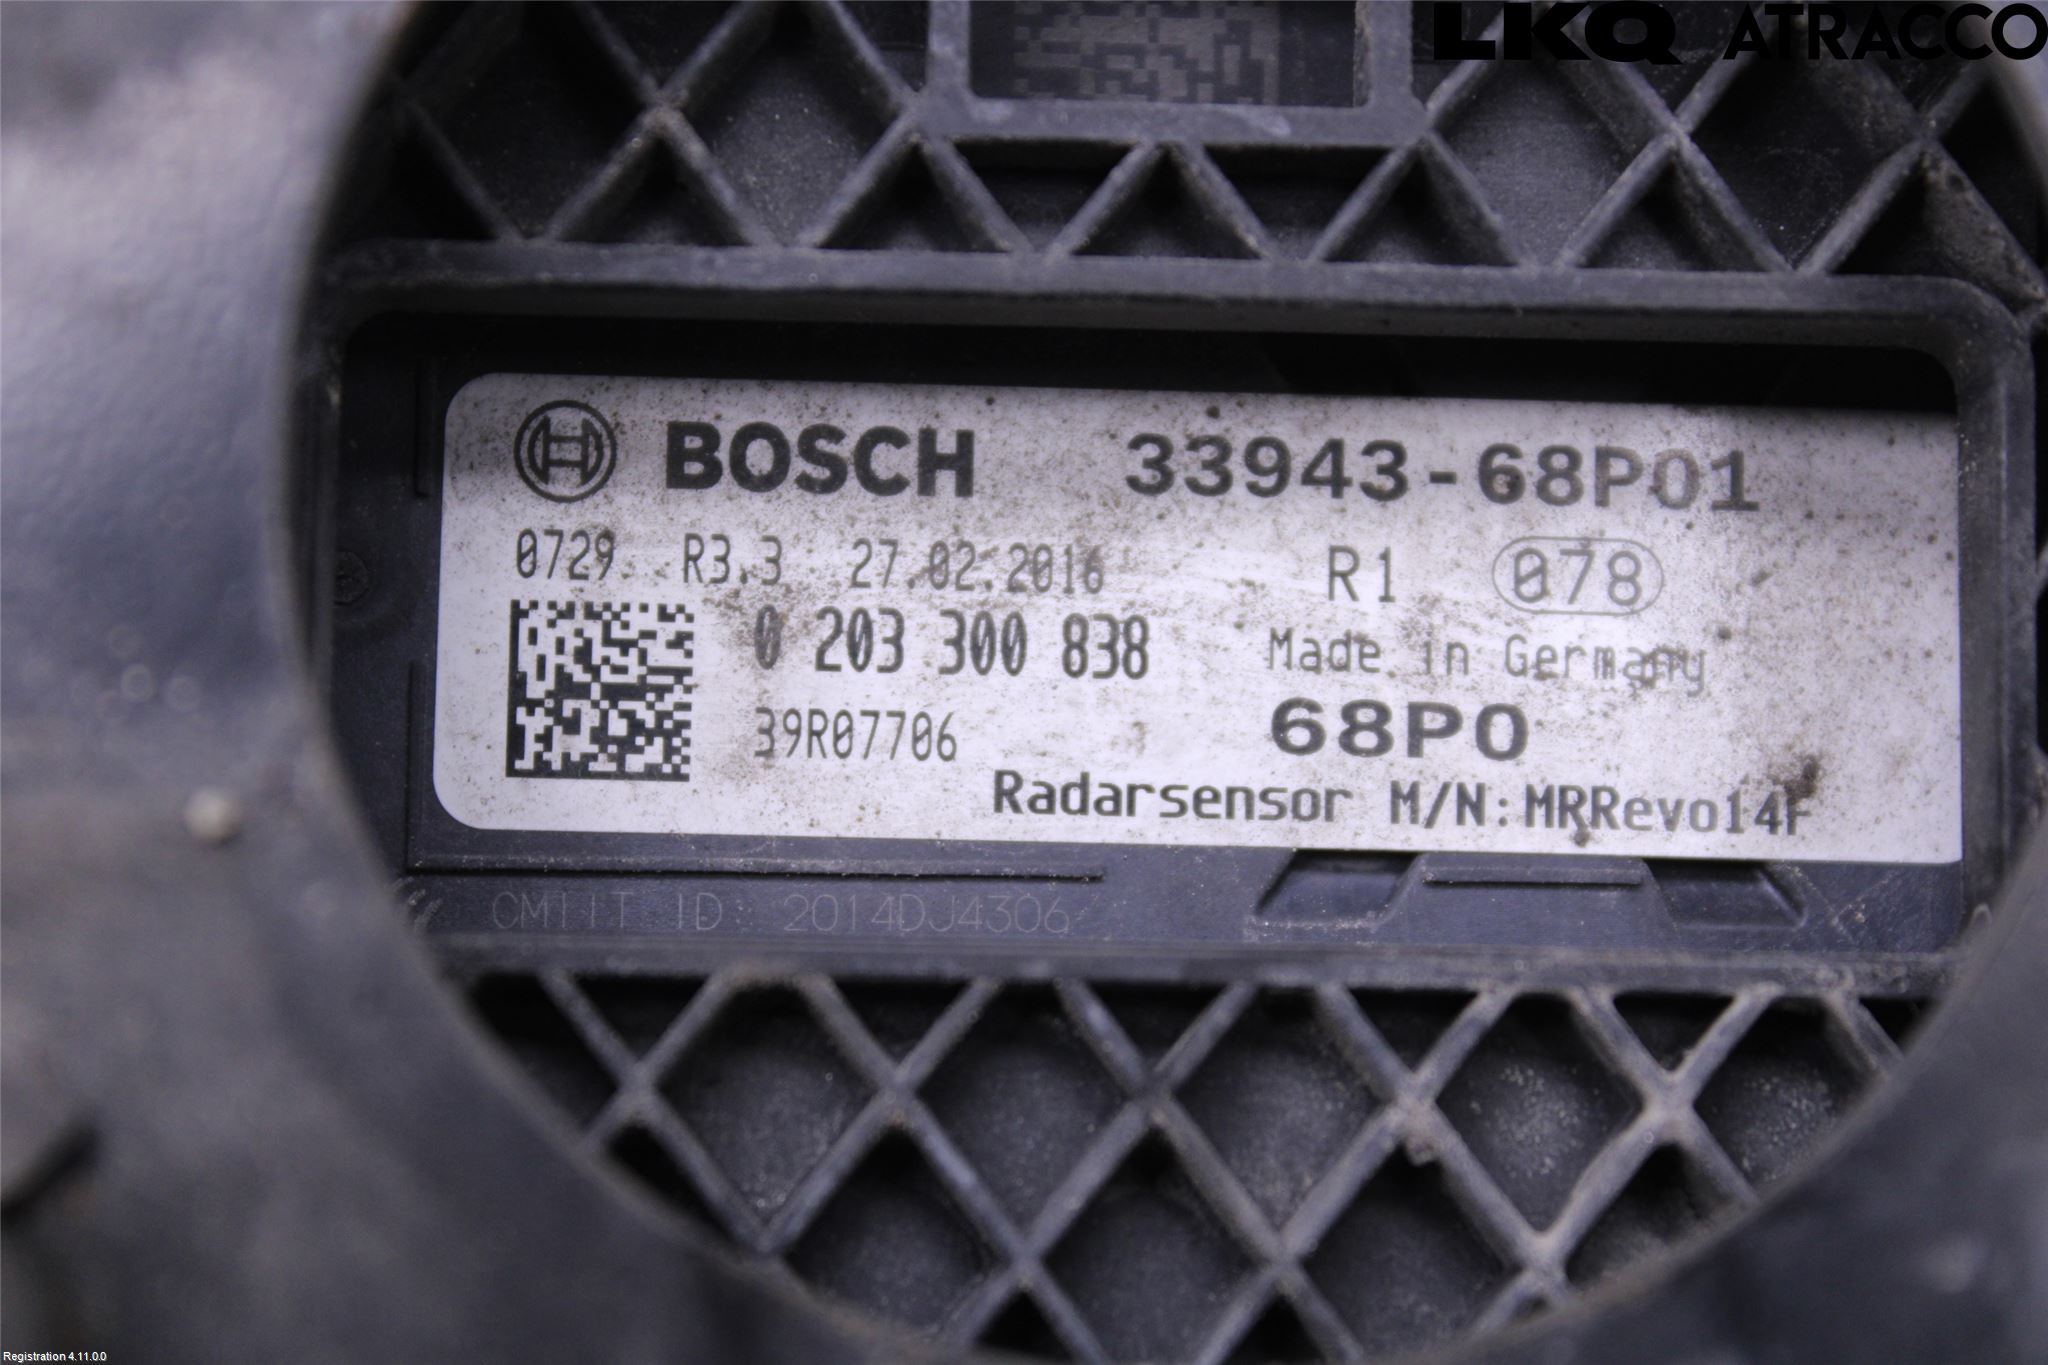 LKQ ATRACCO
BOSCH 33943-68P01
0729 R3.3 27.02.2016 R1 078
0 203 300 838 Made in Germany
39R07706 68P0
Radarsensor M/N:MRRevo14F
CMIIT ID: 2014DJ4306
Registration 4.11.0.0